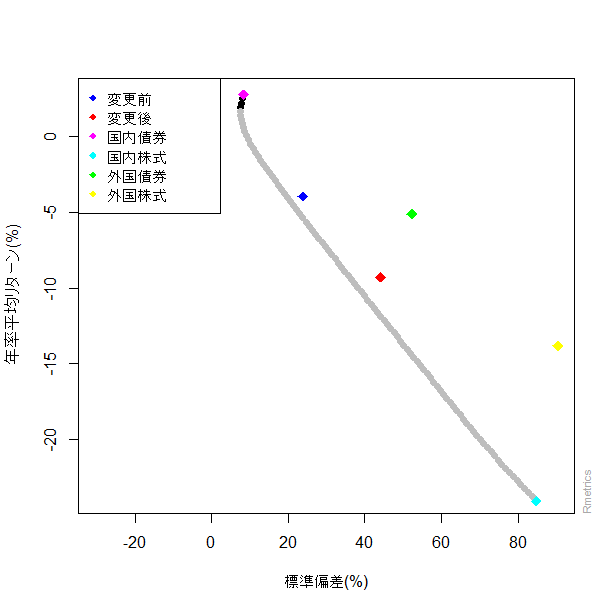 変更前
変更後
国内債券
国内株式
外国債券
外国株式
0
-5
-10
-15
-20
年率平均リターン(%)
-20 0 20 40 60 80
標準偏差(%)
Rmetrics